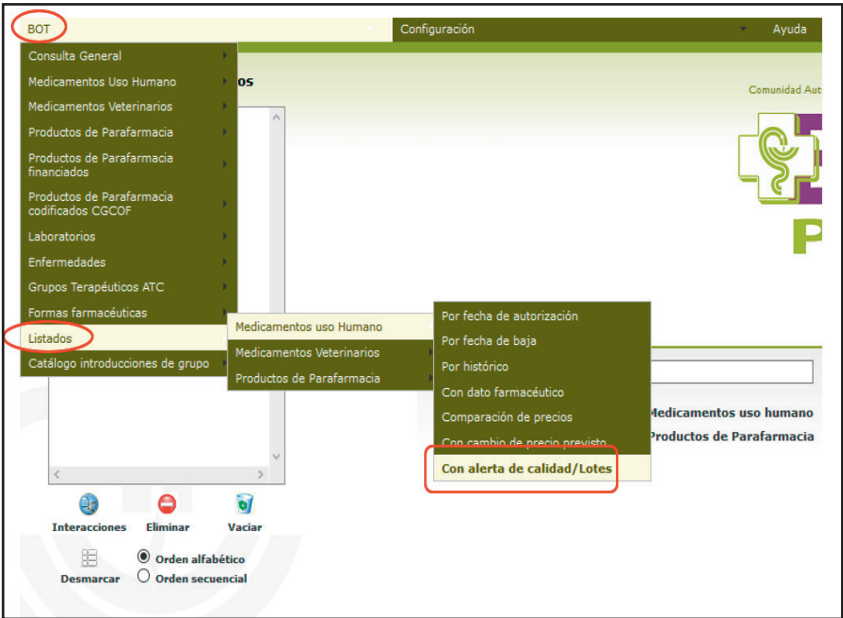 BOT
Configuración
Ayuda
Consulta General
Medicamentos Uso Humano
os
Medicamentos Veterinarios
Comunidad Aut
Productos de Parafarmacia
Productos de Parafarmacia
financiados
Productos de Parafarmacia
codificados CGCOF
Laboratorios
P
Enfermedades
Grupos Terapéuticos ATC
Formas farmacéuticas
Listados
Catálogo introducciones de grupo
Medicamentos uso Humano
Medicamentos Veterinarios
Productos de Parafarmacia
Por fecha de autorización
Por fecha de baja
Por histórico
Con dato farmacéutico
Comparación de precios
Con cambio de precio previsto
Con alerta de calidad/Lotes
Medicamentos uso humano
Productos de Parafarmacia
Interacciones
Eliminar
Vaciar
Desmarcar
Orden alfabético
Orden secuencial